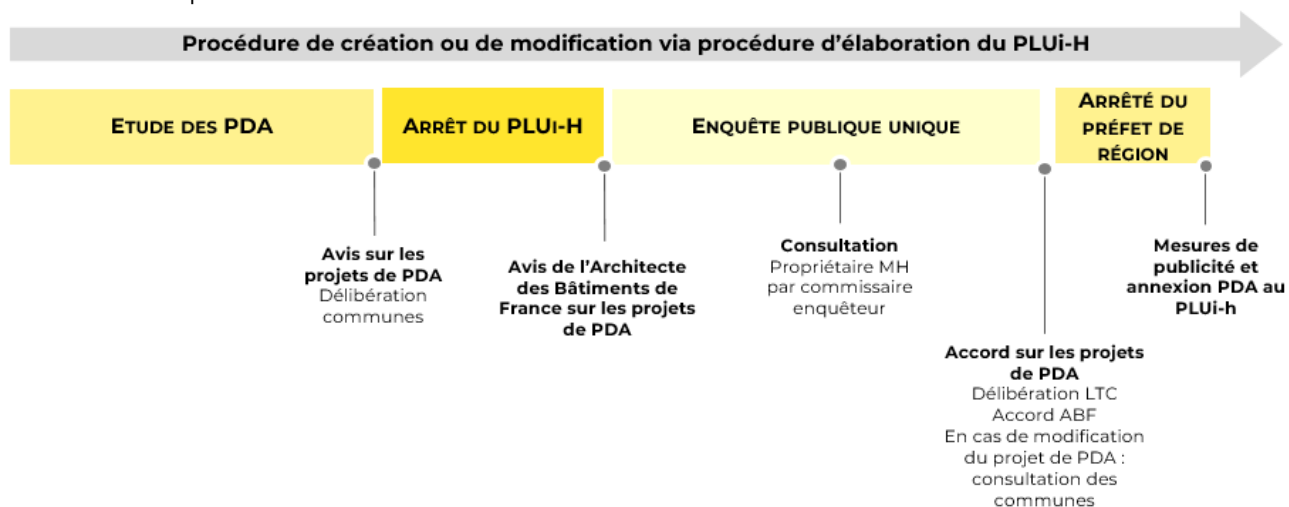 Procédure de création ou de modification via procédure d'élaboration du PLUi-H
ETUDE DES PDA
ARRÊT DU PLUI-H
ENQUÊTE PUBLIQUE UNIQUE
ARRÊTÉ DU
PRÉFET DE
RÉGION
Avis sur les
projets de PDA
Délibération
communes
Avis de l'Architecte
des Bâtiments de
France sur les projets
de PDA
Consultation
Propriétaire MH
par commissaire
enquêteur
Accord sur les projets
de PDA
Délibération LTC
Accord ABF
En cas de modification
du projet de PDA :
consultation des
communes
Mesures de
publicité et
annexion PDA au
PLUi-h